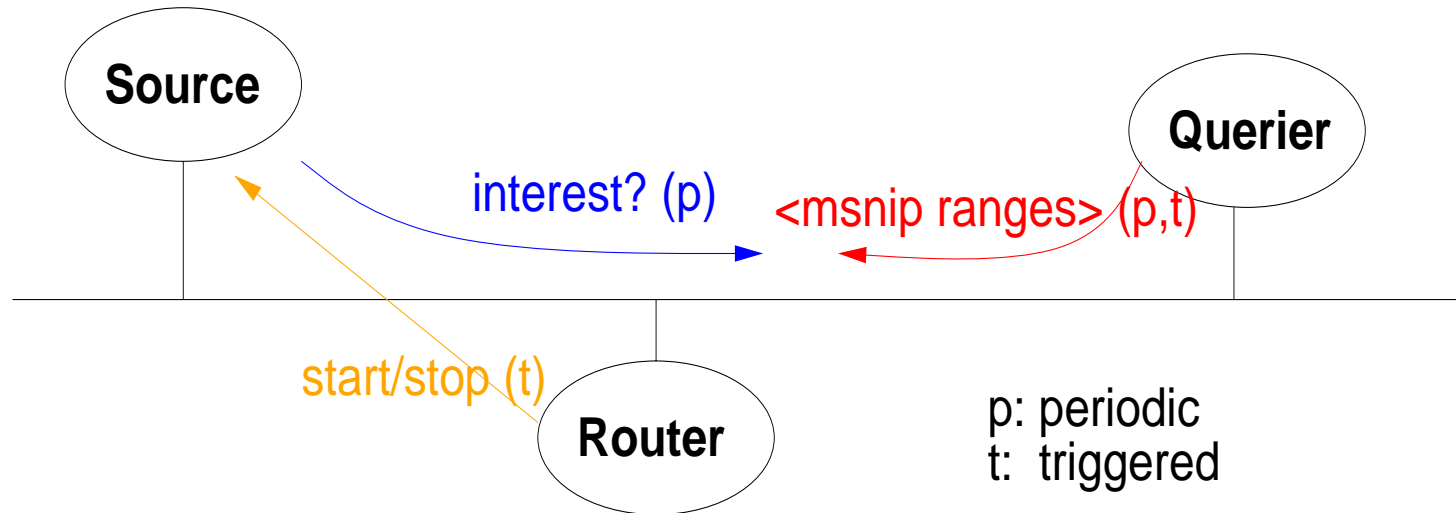 Source
Querier
interest? (p)
<msnip ranges> (p,t)
start/stop (t)
Router
p: periodic
t: triggered